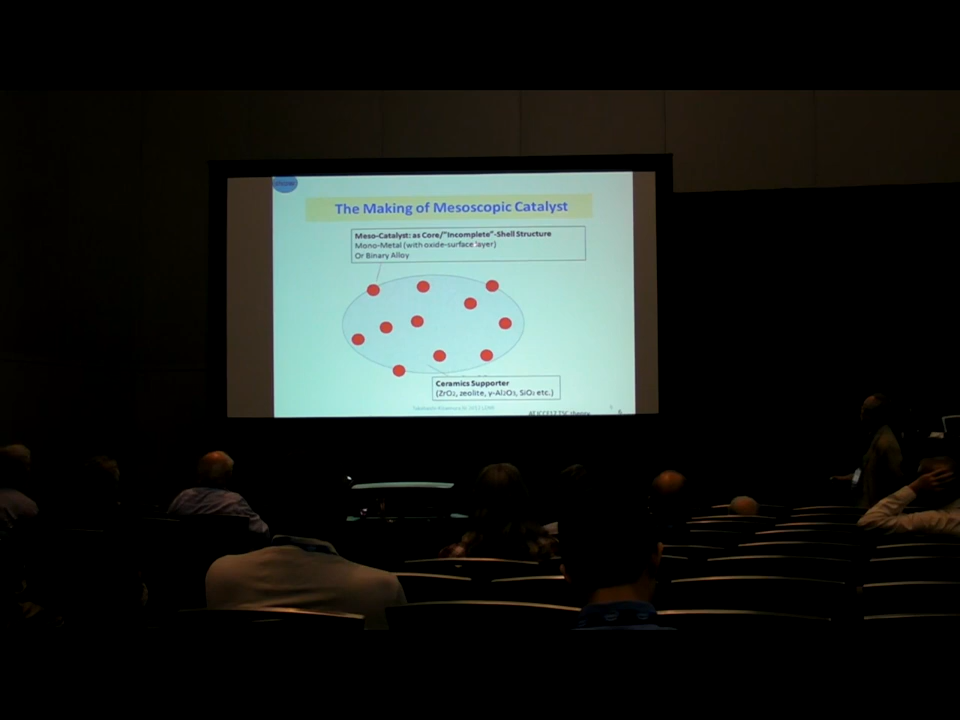 The Making of Mesoscopic Catalyst
Meso-Catalyst: as Core/"Incomplete"-Shell Structure
Mono-Metal (with oxide-surface layer)
Or Binary Alloy
Ceramics Supporter
(ZrO₂, zeolite, γ-Al₂O₃, SiO₂ etc.)